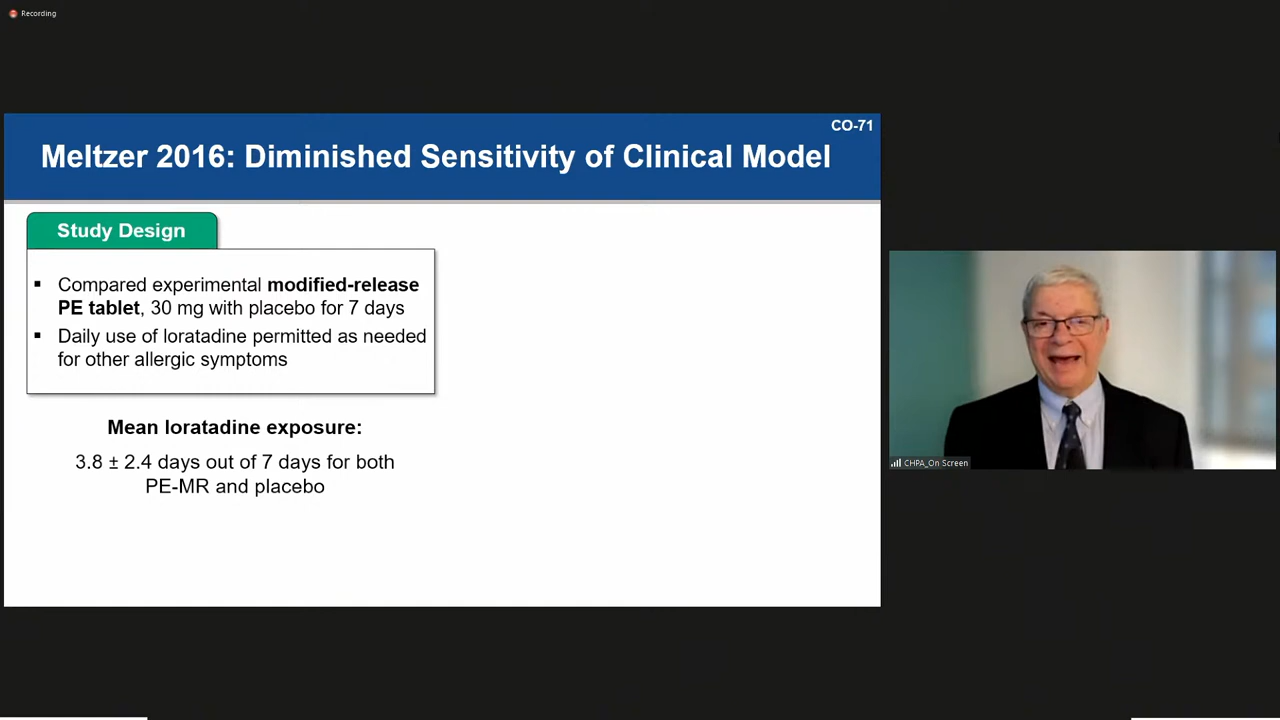 Recording
CO-71
Meltzer 2016: Diminished Sensitivity of Clinical Model
Study Design
▪ Compared experimental modified-release
PE tablet, 30 mg with placebo for 7 days
▪ Daily use of loratadine permitted as needed
for other allergic symptoms
Mean loratadine exposure:
3.8 ± 2.4 days out of 7 days for both
PE-MR and placebo
CHPA_On Screen